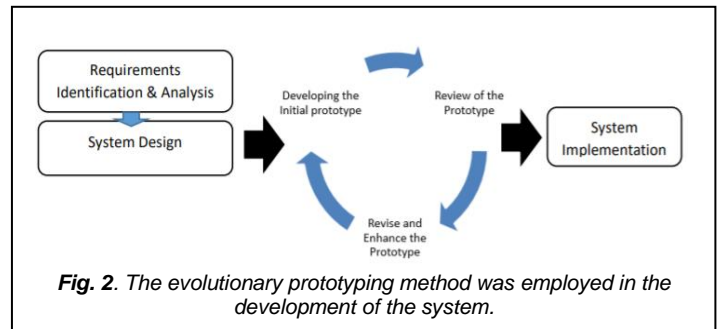 Requirements
Identification & Analysis
System Design
Developing the
Initial prototype
Review of the
Prototype
Revise and
Enhance the
Prototype
System
Implementation
Fig. 2. The evolutionary prototyping method was employed in the
development of the system.